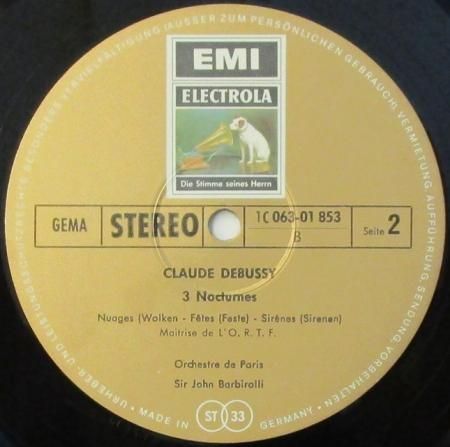 EMI
ELECTROLA
Die Stimme seines Herrn
GEMA STEREO 1C 063-01 853 Seite 2
B
CLAUDE DEBUSSY
3 Nocturnes
Nuages (Wolken - Fêtes (Feste) - Sirènes (Sirenen)
Maitrise de L'O. R. T. F.
Orchestre de Paris
Sir John Barbirolli
ST 33
URHEBER- UND LEISTUNGSSCHUTZRECHTE VORBEHALTEN · BESONDERS VERVIELFÄLTIGUNG (AUSSER ZUM PERSÖNLICHEN GEBRAUCH), VERMIETUNG, AUFFÜHRUNG, SENDUNG
MADE IN GERMANY